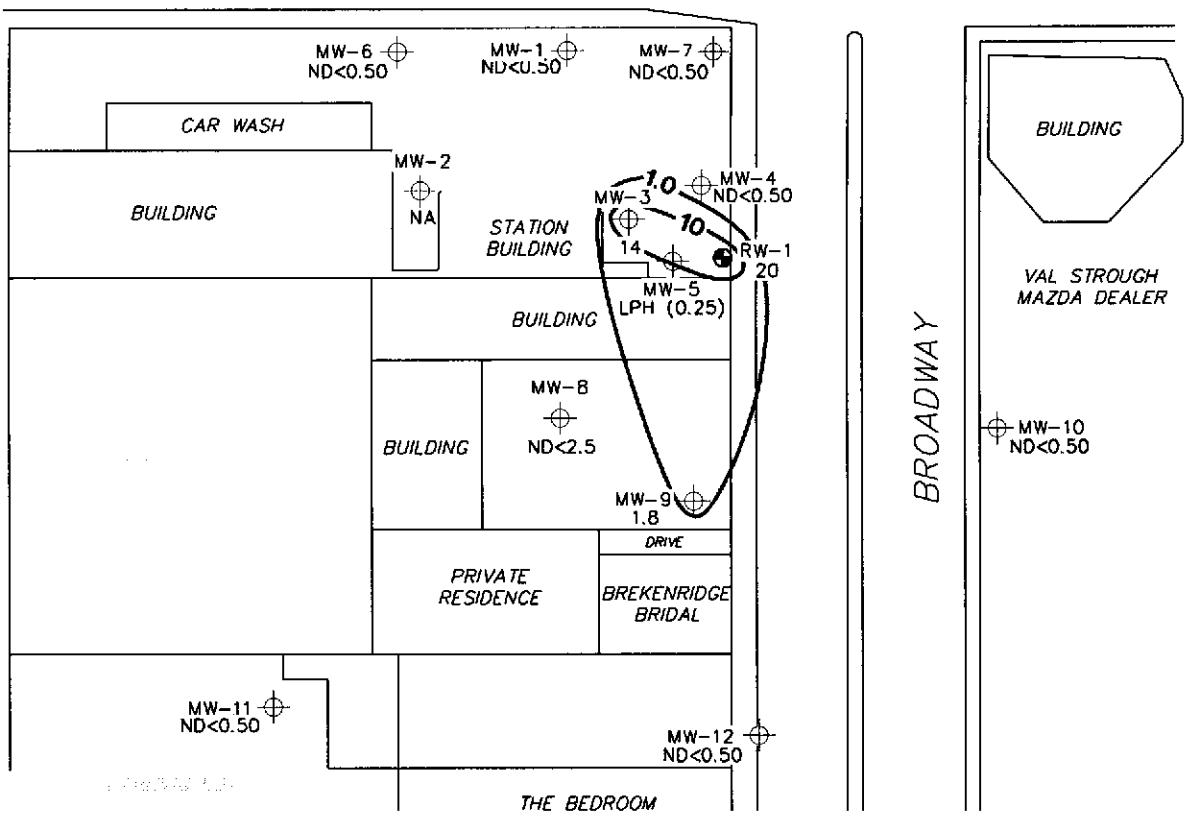 MW-6
ND<0.50
MW-1
ND<0.50
MW-7
ND<0.50
CAR WASH
BUILDING
MW-2
NA
BUILDING
STATION
BUILDING
MW-3
14
1.0
10
MW-4
ND<0.50
RW-1
20
MW-5
LPH (0.25)
BUILDING
VAL STROUGH
MAZDA DEALER
BROADWAY
MW-8
ND<2.5
BUILDING
MW-10
ND<0.50
MW-9
1.8
DRIVE
PRIVATE
RESIDENCE
BREKENRIDGE
BRIDAL
MW-11
ND<0.50
MW-12
ND<0.50
THE BEDROOM